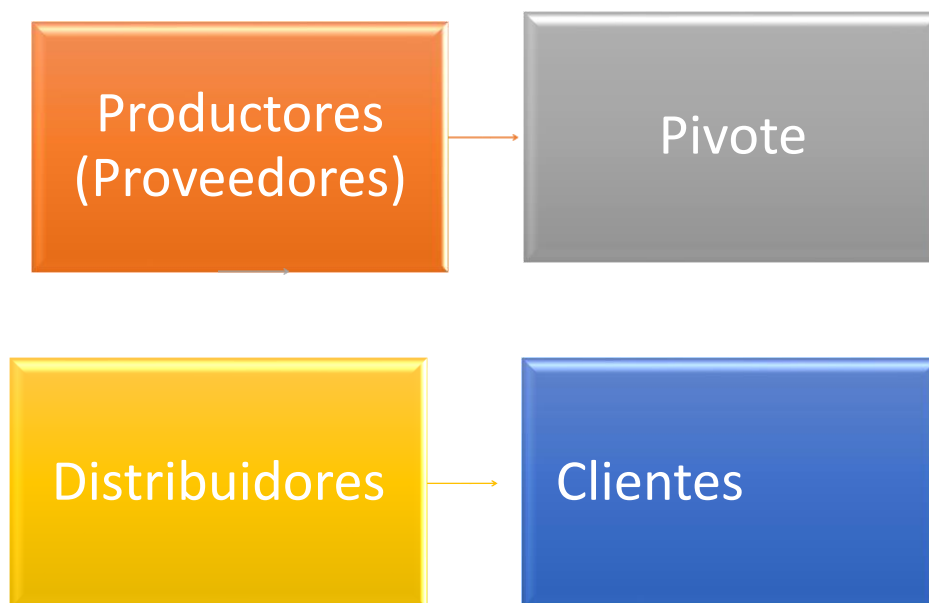 Productores
(Proveedores)
Pivote
Distribuidores
Clientes